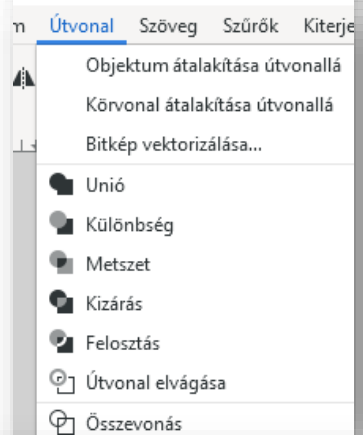 m Útvonal Szöveg Szűrők Kiterje
Objektum átalakítása útvonallá
Körvonal átalakítása útvonallá
Bitkép vektorizálása...
Unió
Különbség
Metszet
Kizárás
Felosztás
Útvonal elvágása
Összevonás